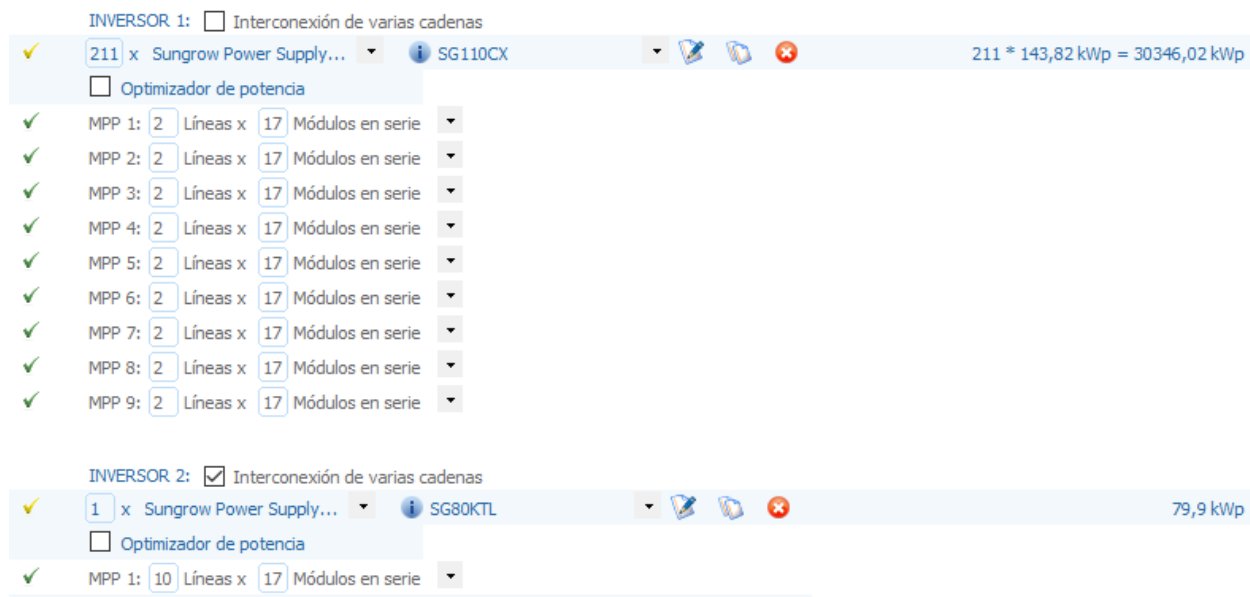 INVERSOR 1: Interconexión de varias cadenas
211 x Sungrow Power Supply... SG110CX 211 * 143,82 kWp = 30346,02 kWp
Optimizador de potencia
MPP 1: 2 Líneas x 17 Módulos en serie
MPP 2: 2 Líneas x 17 Módulos en serie
MPP 3: 2 Líneas x 17 Módulos en serie
MPP 4: 2 Líneas x 17 Módulos en serie
MPP 5: 2 Líneas x 17 Módulos en serie
MPP 6: 2 Líneas x 17 Módulos en serie
MPP 7: 2 Líneas x 17 Módulos en serie
MPP 8: 2 Líneas x 17 Módulos en serie
MPP 9: 2 Líneas x 17 Módulos en serie
INVERSOR 2: Interconexión de varias cadenas
1 x Sungrow Power Supply... SG80KTL 79,9 kWp
Optimizador de potencia
MPP 1: 10 Líneas x 17 Módulos en serie